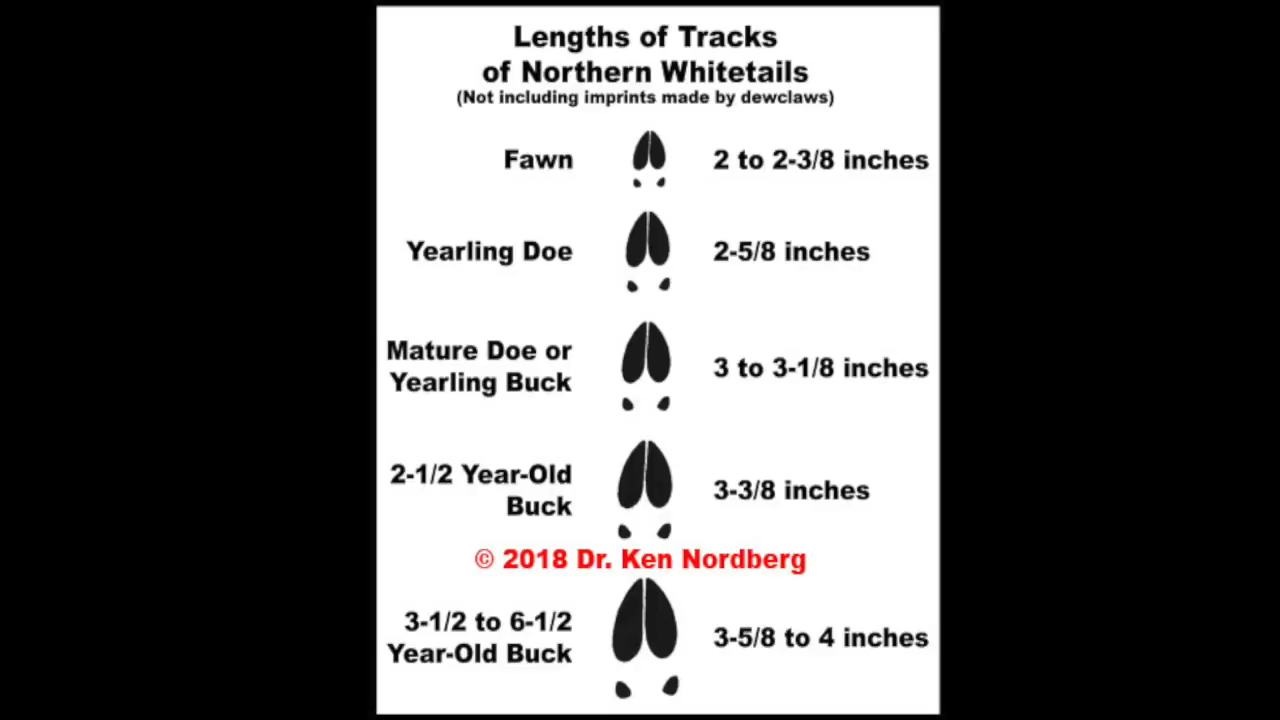 Lengths of Tracks
of Northern Whitetails
(Not including imprints made by dewclaws)
Fawn 2 to 2-3/8 inches
Yearling Doe 2-5/8 inches
Mature Doe or
Yearling Buck 3 to 3-1/8 inches
2-1/2 Year-Old
Buck 3-3/8 inches
© 2018 Dr. Ken Nordberg
3-1/2 to 6-1/2
Year-Old Buck 3-5/8 to 4 inches